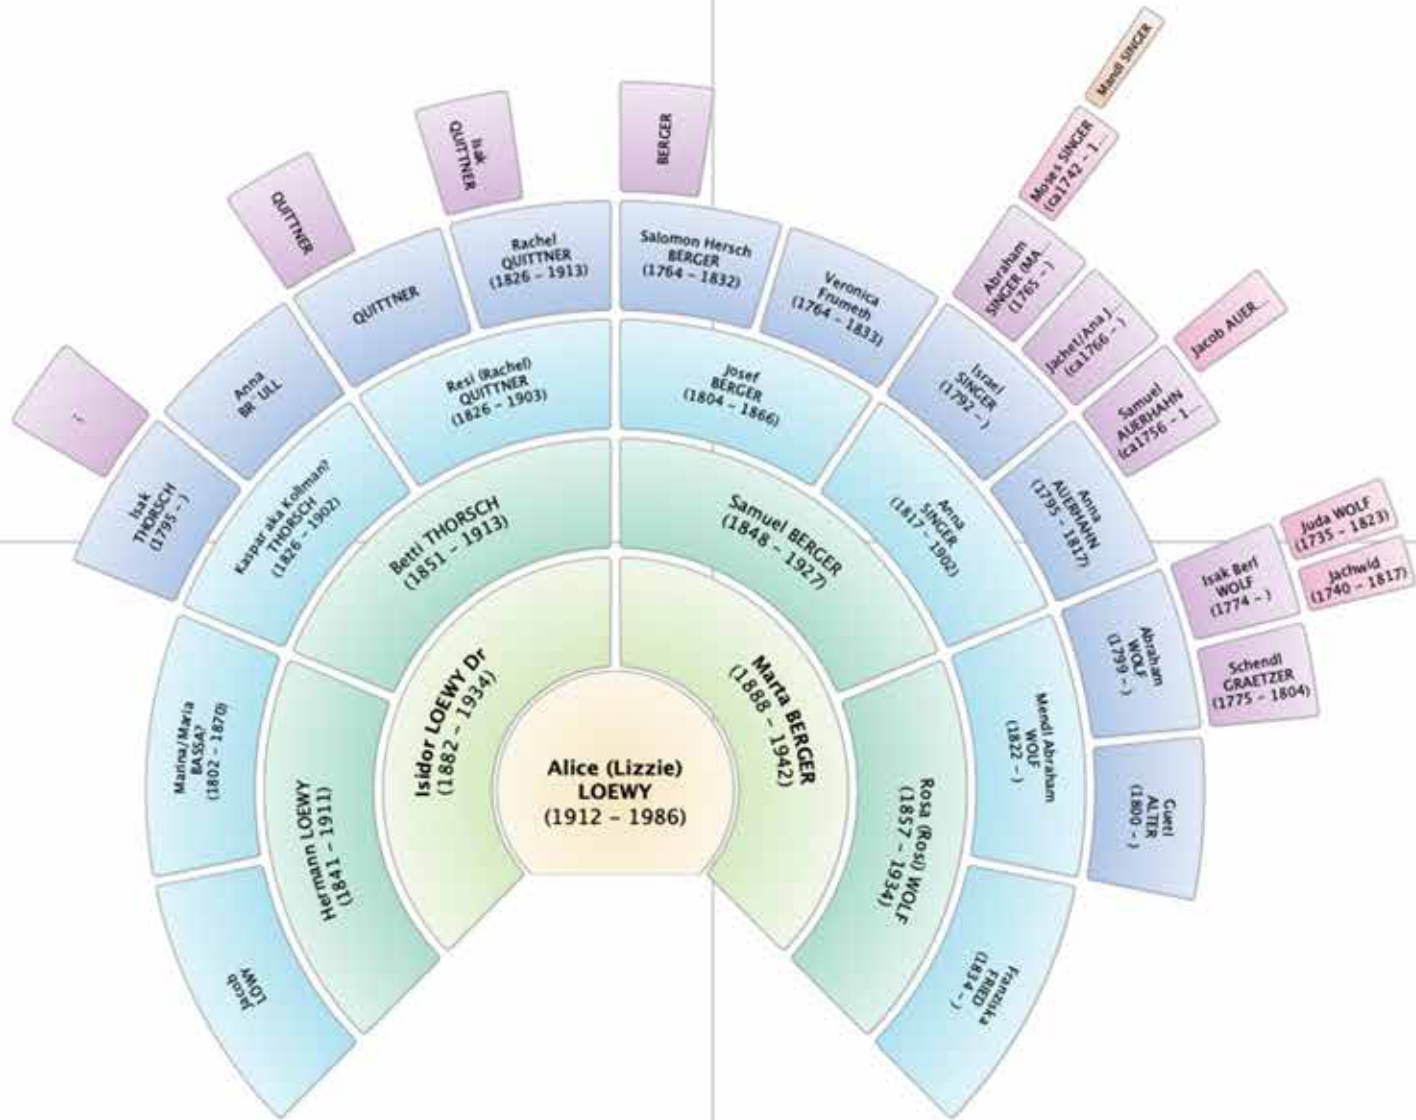 Alice (Lizzie)
LOEWY
(1912 – 1986)
Isidor LOEWY Dr
(1882 – 1934)
Marta BERGER
(1888 – 1942)
Hermann LOEWY
(1841 – 1911)
Betti THORSCH
(1851 – 1913)
Samuel BERGER
(1848 – 1927)
Rosa (Rosi) WOLF
(1857 – 1934)
Jacob
LOWY
Marina/Maria
BASSA?
(1802 – 1870)
Kaspar aka Kollman?
THORSCH
(1826 – 1902)
Resi (Rachel)
QUITTNER
(1826 – 1903)
Josef
BERGER
(1804 – 1866)
Anna
SINGER
(1817 – 1902)
Mendl Abraham
WOLF
(1822 – )
Franziska
FRIED
(1834 – )
Isak
THORSCH
(1795 – )
Anna
BR¨ULL
QUITTNER
Rachel
QUITTNER
(1826 – 1913)
Salomon Hersch
BERGER
(1764 – 1832)
Veronica
Frumeth
(1764 – 1833)
Israel
SINGER
(1792 – )
Anna
AUERHAHN
(1795 – 1817)
Abraham
WOLF
(1799 – )
Guetl
ALTER
(1800 – )
QUITTNER
Isak
QUITTNER
BERGER
Abraham
SINGER (MA...
(1765 – )
Jachet/Ana J...
(ca1766 – )
Samuel
AUERHAHN
(ca1756 – 1...
Isak Berl
WOLF
(1774 – )
Schendl
GRAETZER
(1775 – 1804)
Moses SINGER
(ca1742 – 1...
Jacob AUER...
Juda WOLF
(1735 – 1823)
Jachwid
(1740 – 1817)
Mandl SINGER